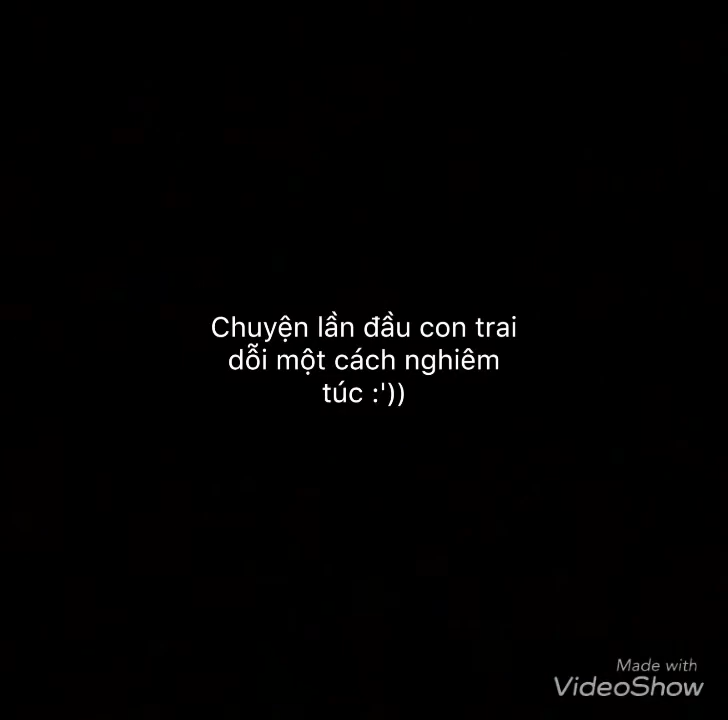 Chuyện lần đầu con trai
dỗi một cách nghiêm
túc :'))
Made with
VideoShow